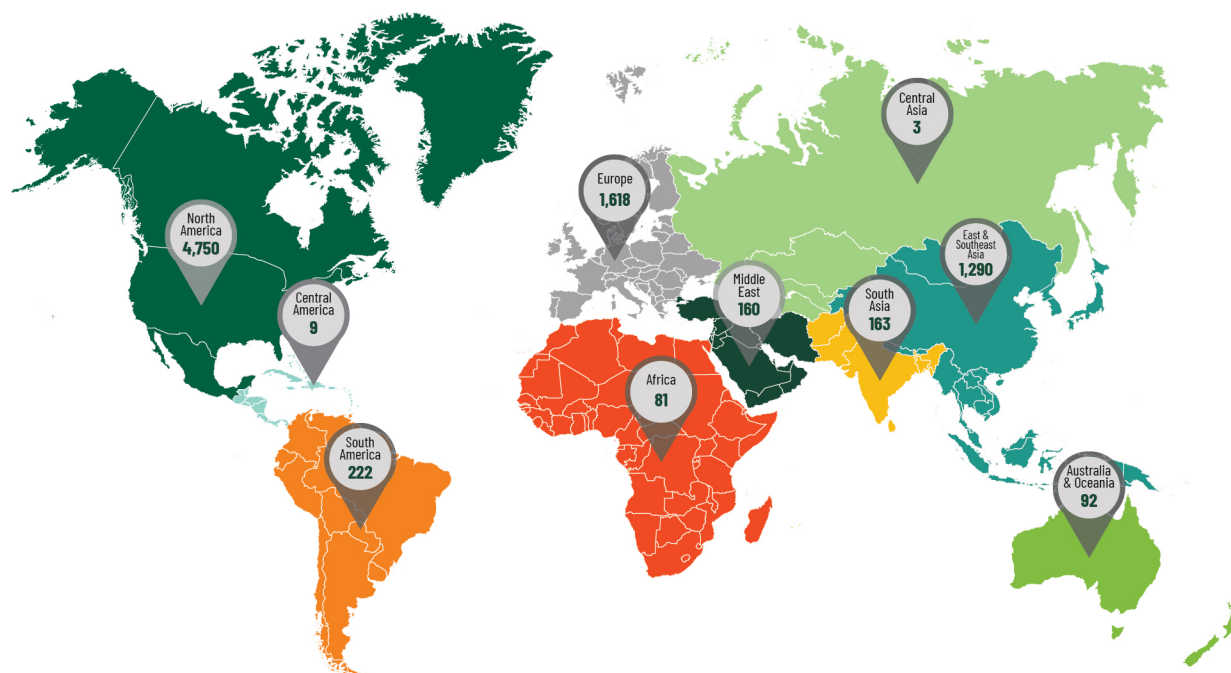 Central
Asia
3
Europe
1,618
North
America
4,750
East &
Southeast
Asia
1,290
Middle
East
160
South
Asia
163
Central
America
9
Africa
81
South
America
222
Australia
& Oceania
92